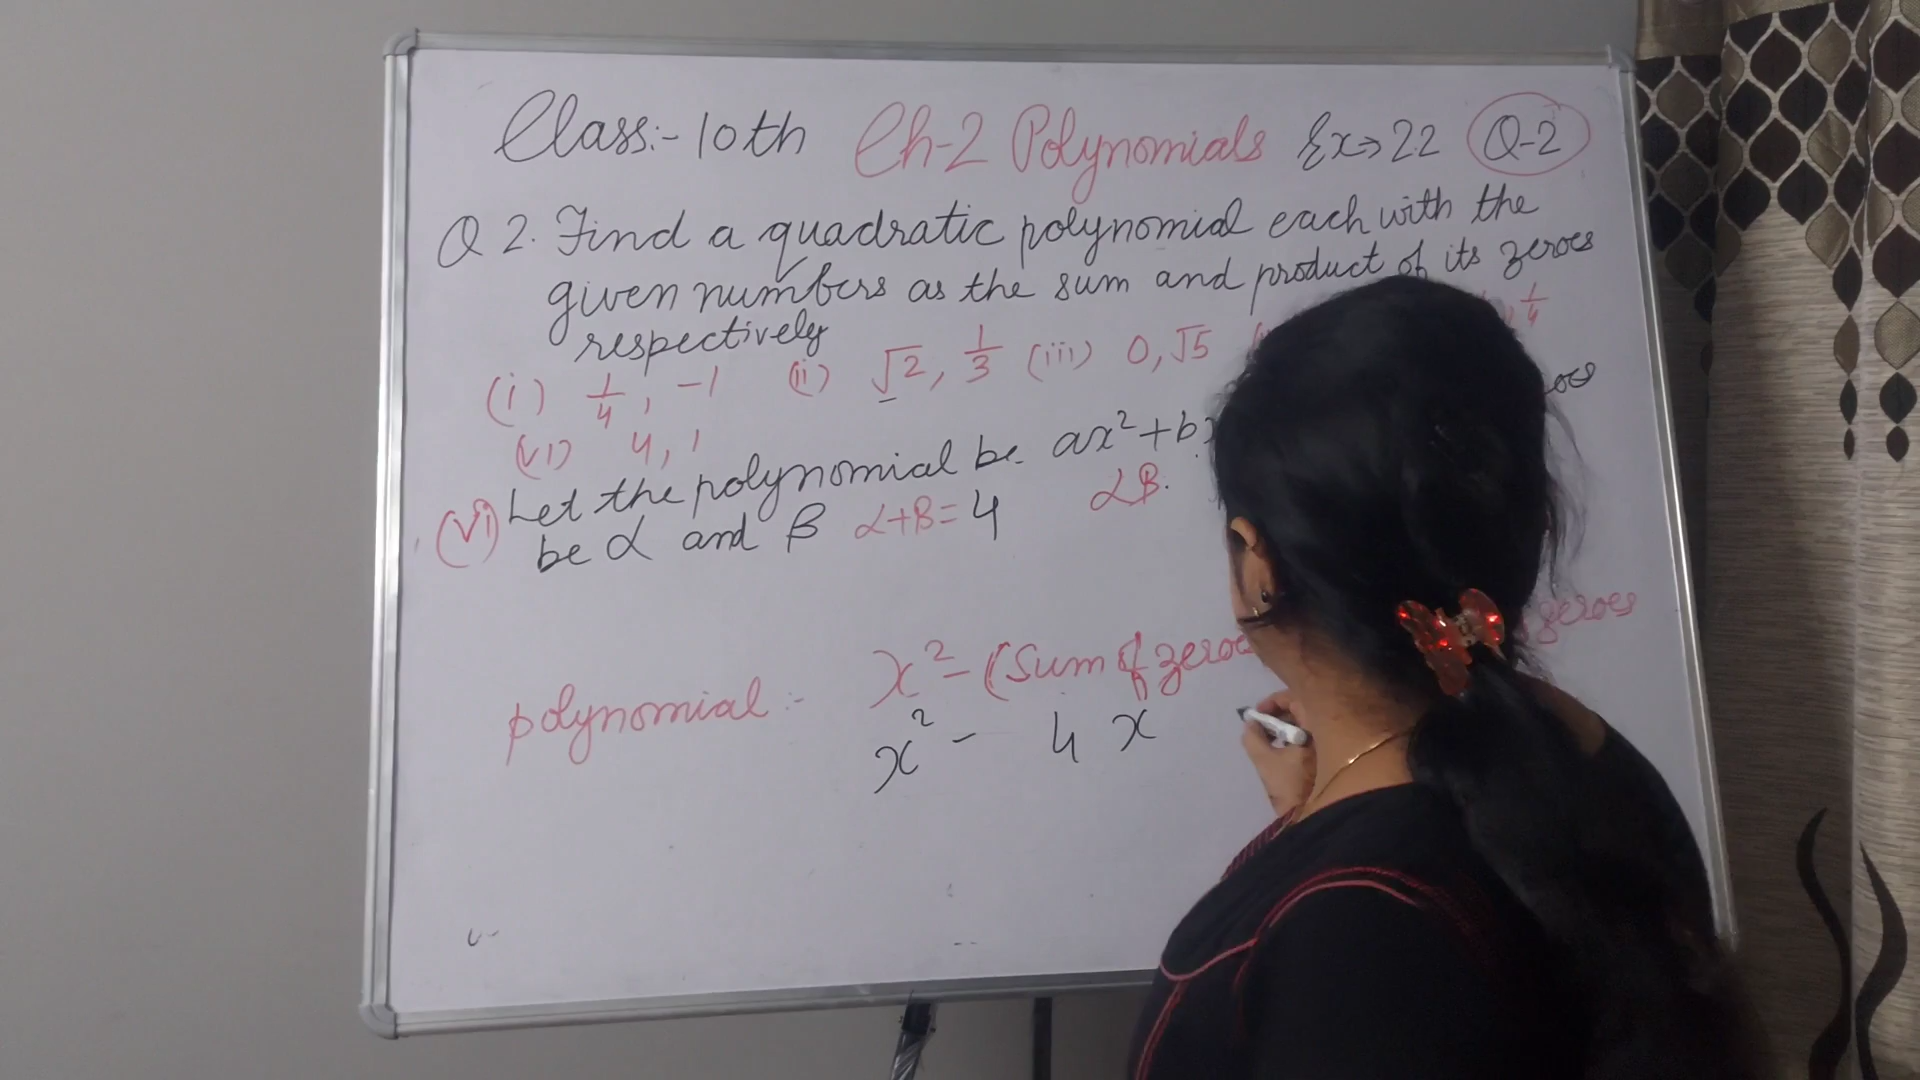 Class:- 10th Ch-2 Polynomials Ex→2.2 Q-2
Q 2. Find a quadratic polynomial each with the
given numbers as the sum and product of its zeroes
respectively
(i) 1/4, -1 (ii) √2, 1/3 (iii) 0, √5 1/4
(vi) 4, 1
(vi) Let the polynomial be ax²+b
be α and β α+β=4 αβ
polynomial:- x²-(Sum of zeroe zeroes
x² - 4x